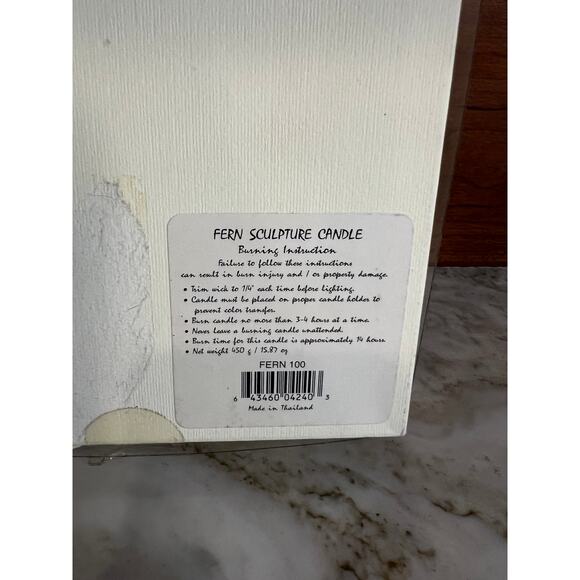 FERN SCULPTURE CANDLE
Burning Instruction
Failure to follow these instructions
can result in burn injury and / or property damage.
• Trim wick to 1/4" each time before lighting.
• Candle must be placed on proper candle holder to
prevent color transfer.
• Burn candle no more than 3-4 hours at a time.
• Never leave a burning candle unattended.
• Burn time for this candle is approximately 14 hours.
• Net weight 450 g / 15.87 oz
FERN 100
6 43460 04240 3
Made in Thailand